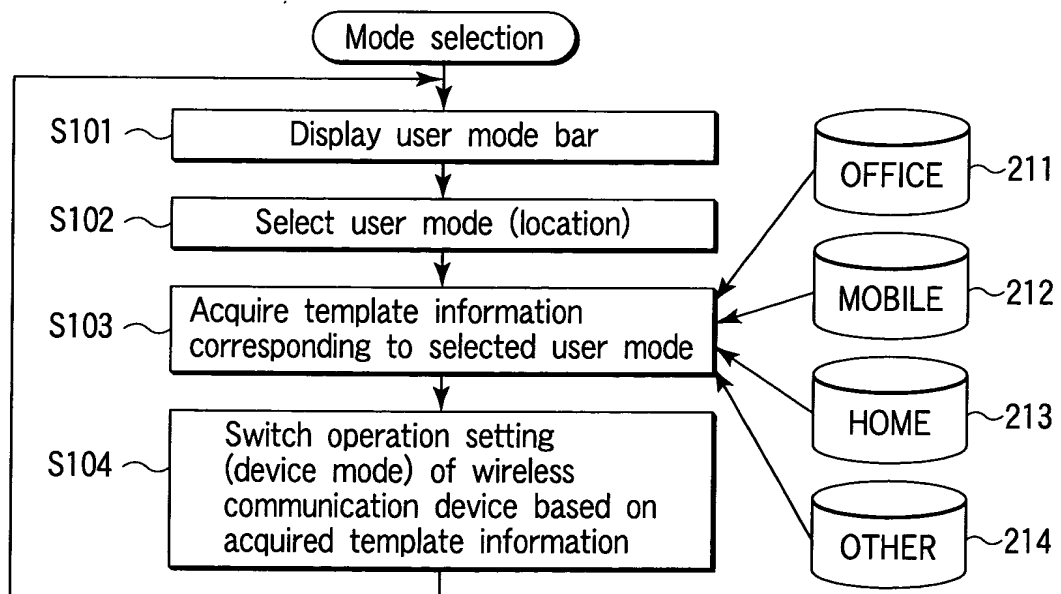 Mode selection
S101
Display user mode bar
S102
Select user mode (location)
S103
Acquire template information
corresponding to selected user mode
S104
Switch operation setting
(device mode) of wireless
communication device based on
acquired template information
OFFICE
211
MOBILE
212
HOME
213
OTHER
214